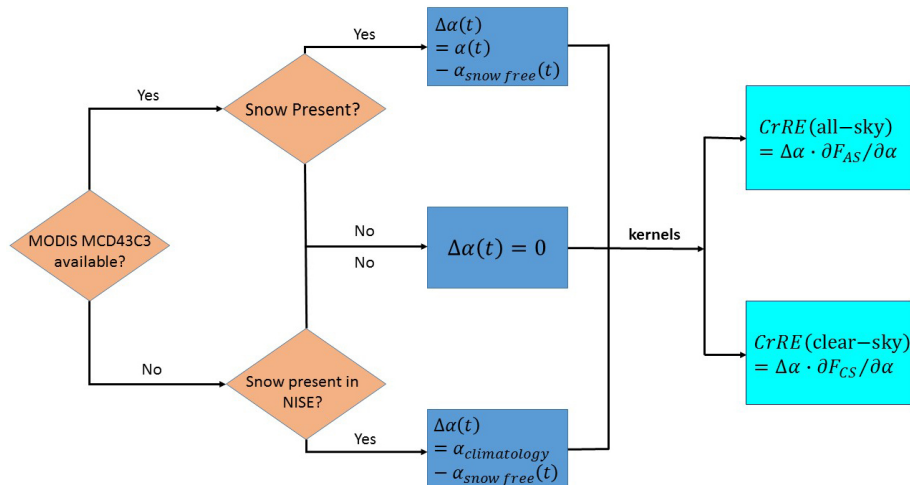 Yes
Δα(t)
= α(t)
− α_snow free(t)
Yes
Snow Present?
CrRE(all−sky)
= Δα · ∂F_AS/∂α
MODIS MCD43C3
available?
No
No
Δα(t) = 0
kernels
No
Snow present in
NISE?
Yes
Δα(t)
= α_climatology
− α_snow free(t)
CrRE(clear−sky)
= Δα · ∂F_CS/∂α